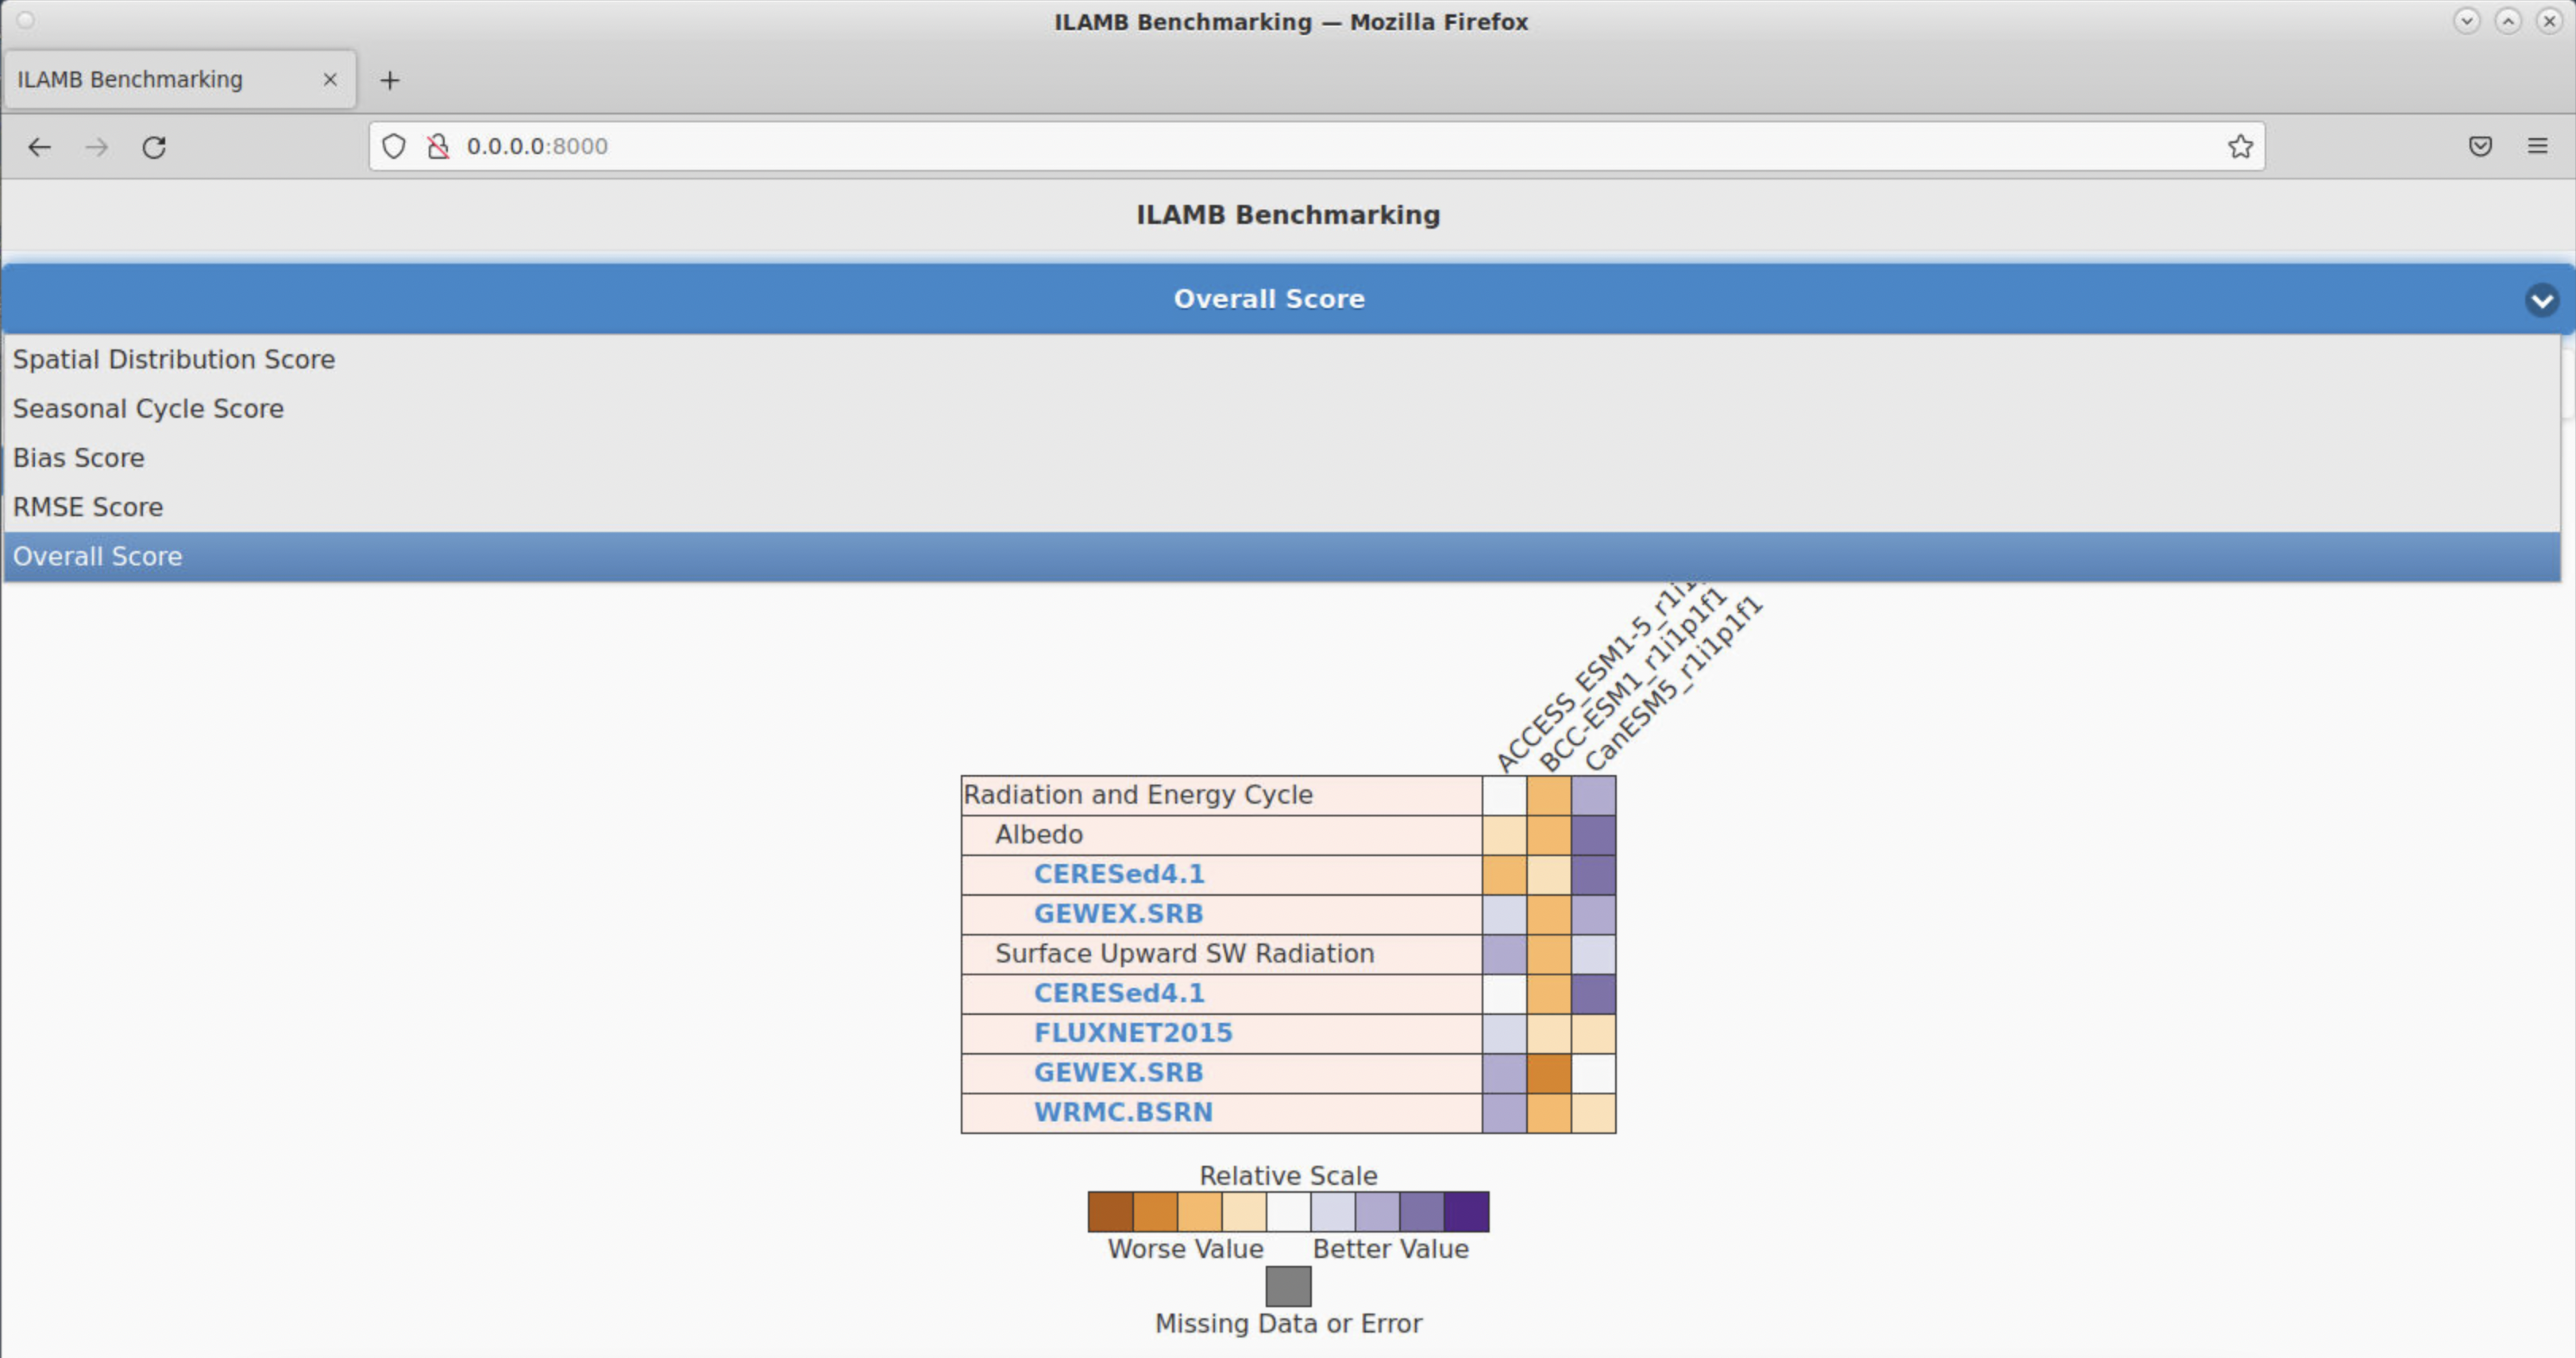 ILAMB Benchmarking — Mozilla Firefox
ILAMB Benchmarking
0.0.0.0:8000
ILAMB Benchmarking
Overall Score
Spatial Distribution Score
Seasonal Cycle Score
Bias Score
RMSE Score
Overall Score
ACCESS_ESM1-5_r1i1
BCC-ESM1_r1i1p1f1
CanESM5_r1i1p1f1
Radiation and Energy Cycle
Albedo
CERESed4.1
GEWEX.SRB
Surface Upward SW Radiation
CERESed4.1
FLUXNET2015
GEWEX.SRB
WRMC.BSRN
Relative Scale
Worse Value Better Value
Missing Data or Error